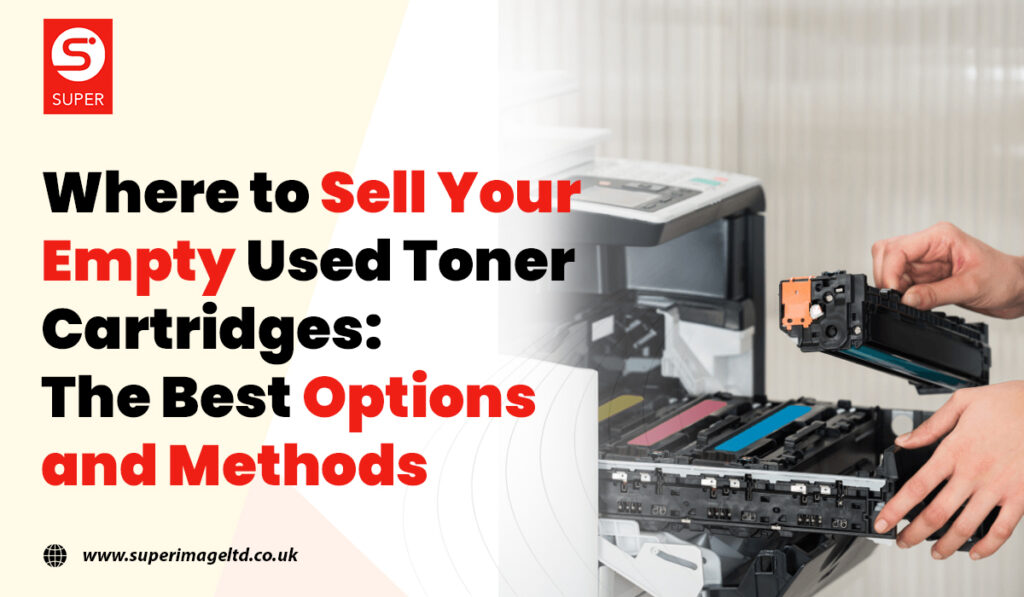 SUPER
Where to Sell Your
Empty Used Toner
Cartridges:
The Best Options
and Methods
www.superimageltd.co.uk